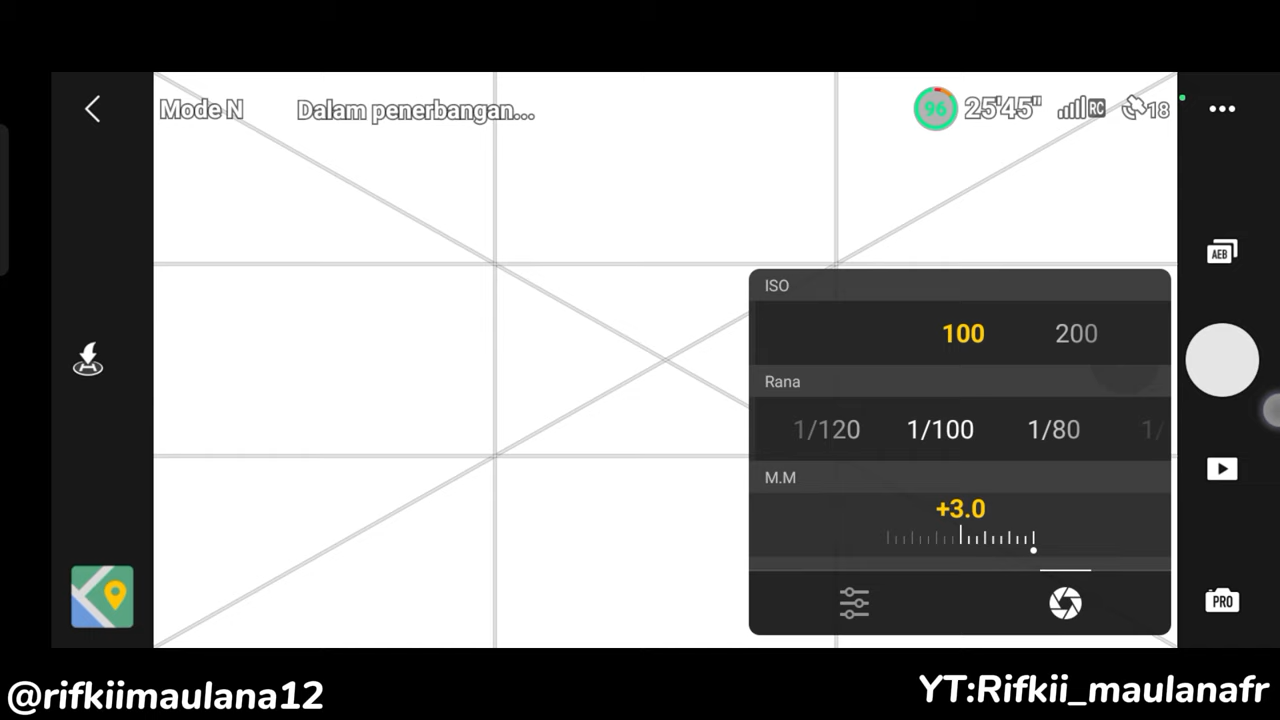 Mode N
Dalam penerbangan...
96
25'45"
RC
18
AEB
ISO
100
200
Rana
1/120
1/100
1/80
M.M
+3.0
PRO
@rifkiimaulana12
YT:Rifkii_maulanafr